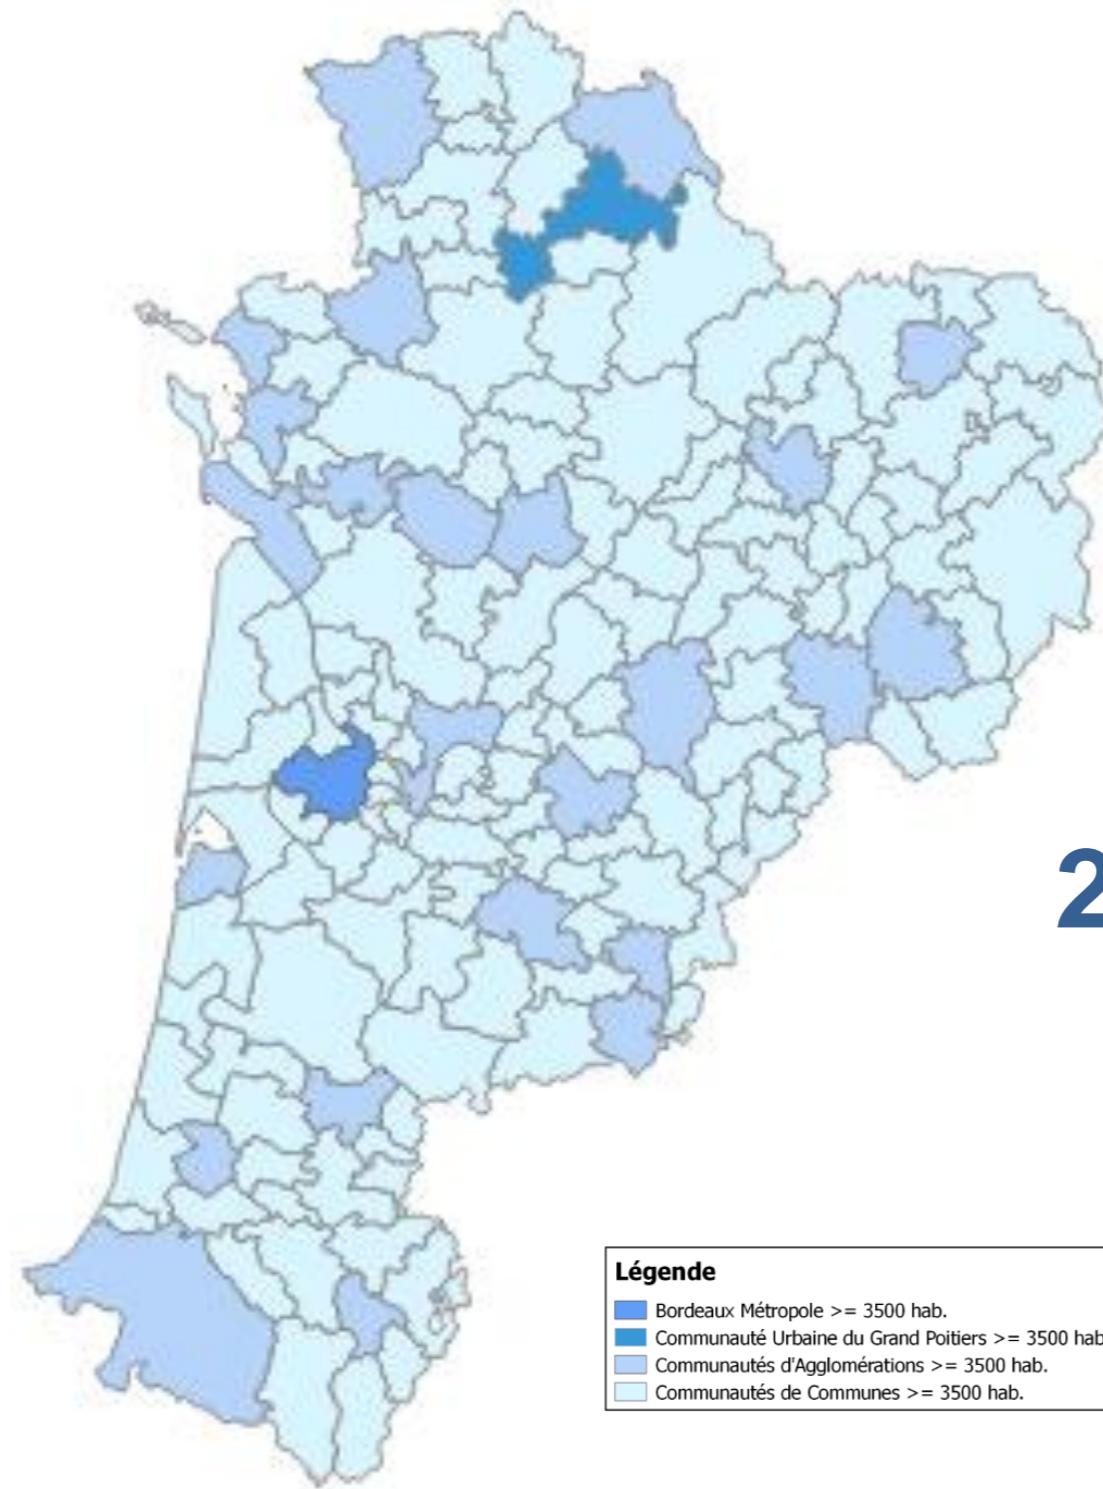 2
Légende
Bordeaux Métropole >= 3500 hab.
Communauté Urbaine du Grand Poitiers >= 3500 hab
Communautés d'Agglomérations >= 3500 hab.
Communautés de Communes >= 3500 hab.